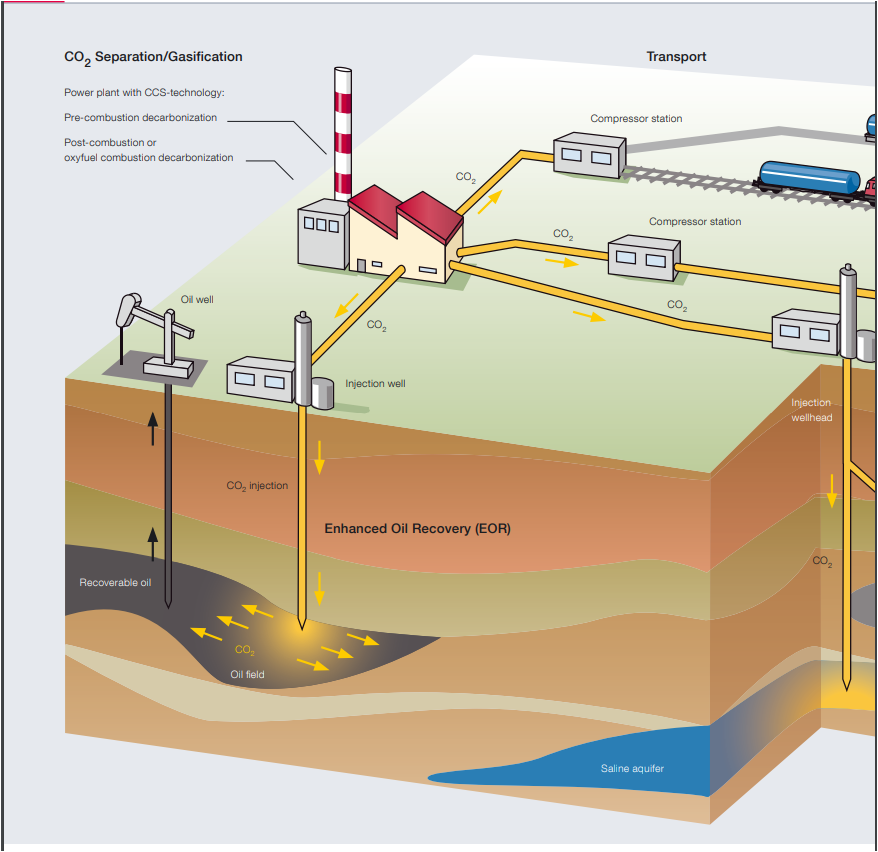 CO₂ Separation/Gasification
Transport
Power plant with CCS-technology:
Pre-combustion decarbonization
Post-combustion or
oxyfuel combustion decarbonization
Compressor station
CO₂
Compressor station
CO₂
CO₂
Oil well
CO₂
Injection well
Injection
wellhead
CO₂ injection
Enhanced Oil Recovery (EOR)
CO₂
Recoverable oil
CO₂
Oil field
Saline aquifer